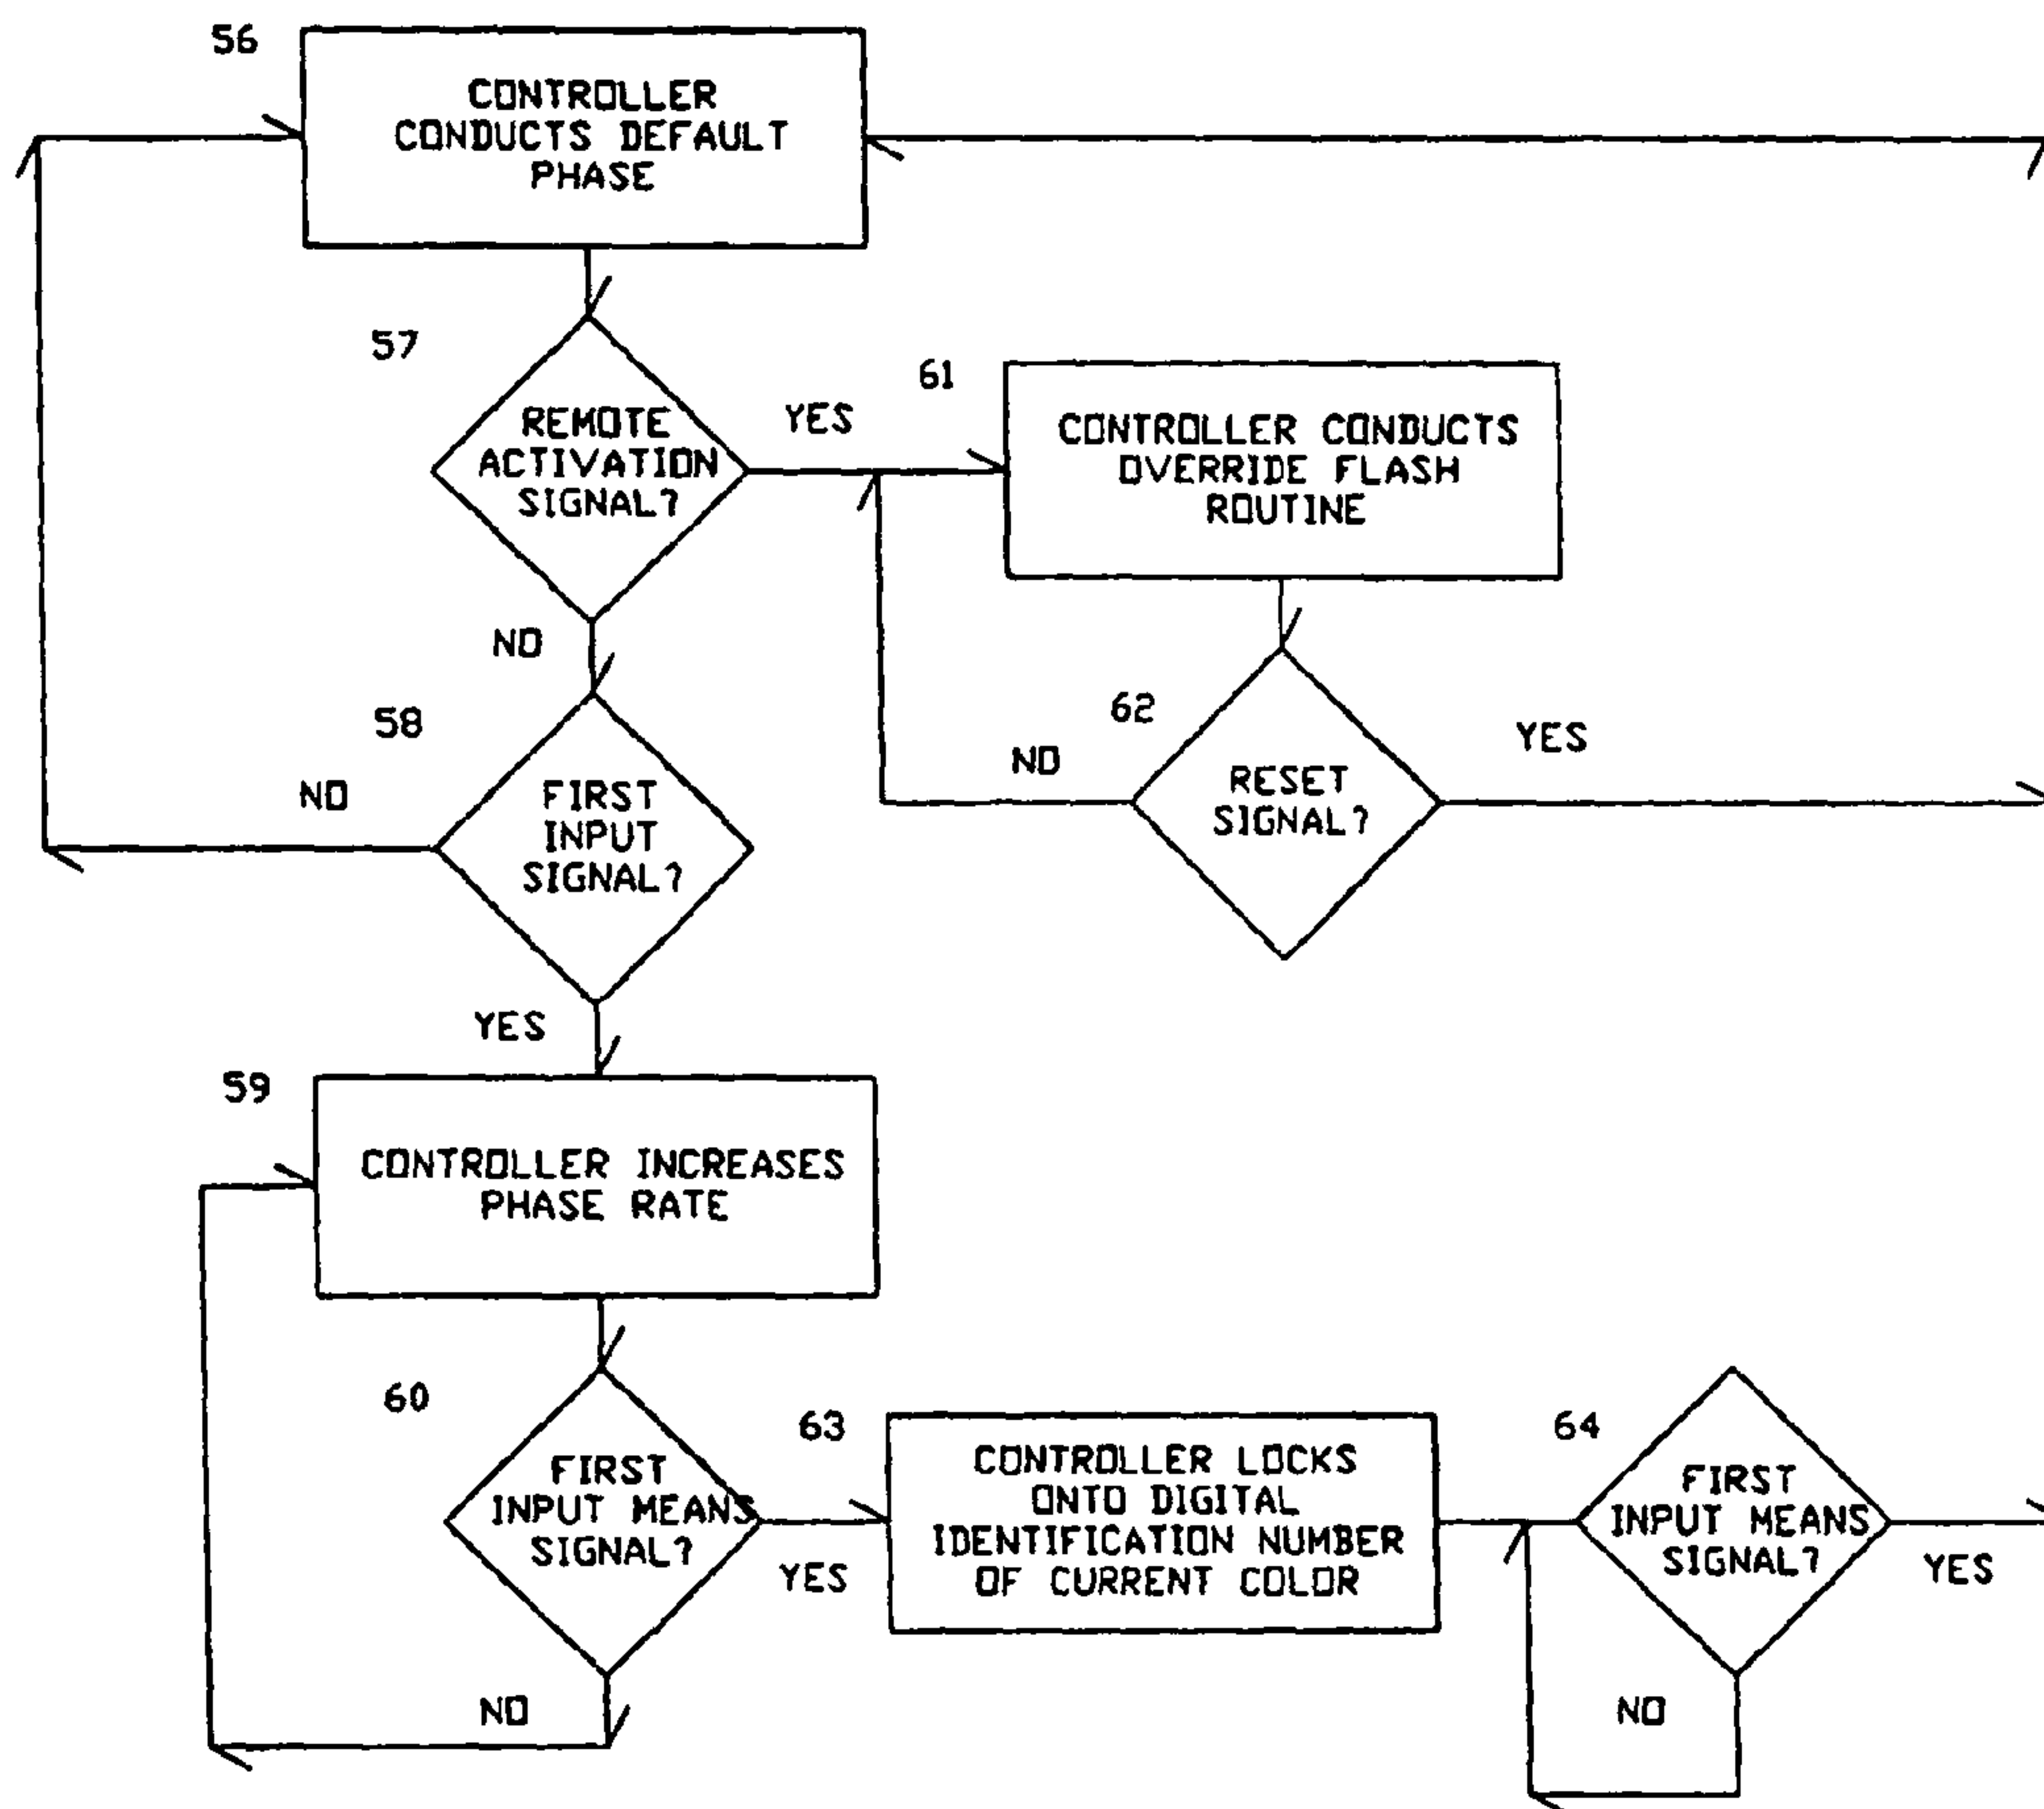 56
CONTROLLER
CONDUCTS DEFAULT
PHASE
57
REMOTE
ACTIVATION
SIGNAL?
YES
NO
61
CONTROLLER CONDUCTS
OVERRIDE FLASH
ROUTINE
58
FIRST
INPUT
SIGNAL?
NO
YES
62
RESET
SIGNAL?
NO
YES
59
CONTROLLER INCREASES
PHASE RATE
60
FIRST
INPUT MEANS
SIGNAL?
NO
YES
63
CONTROLLER LOCKS
ONTO DIGITAL
IDENTIFICATION NUMBER
OF CURRENT COLOR
64
FIRST
INPUT MEANS
SIGNAL?
YES
NO